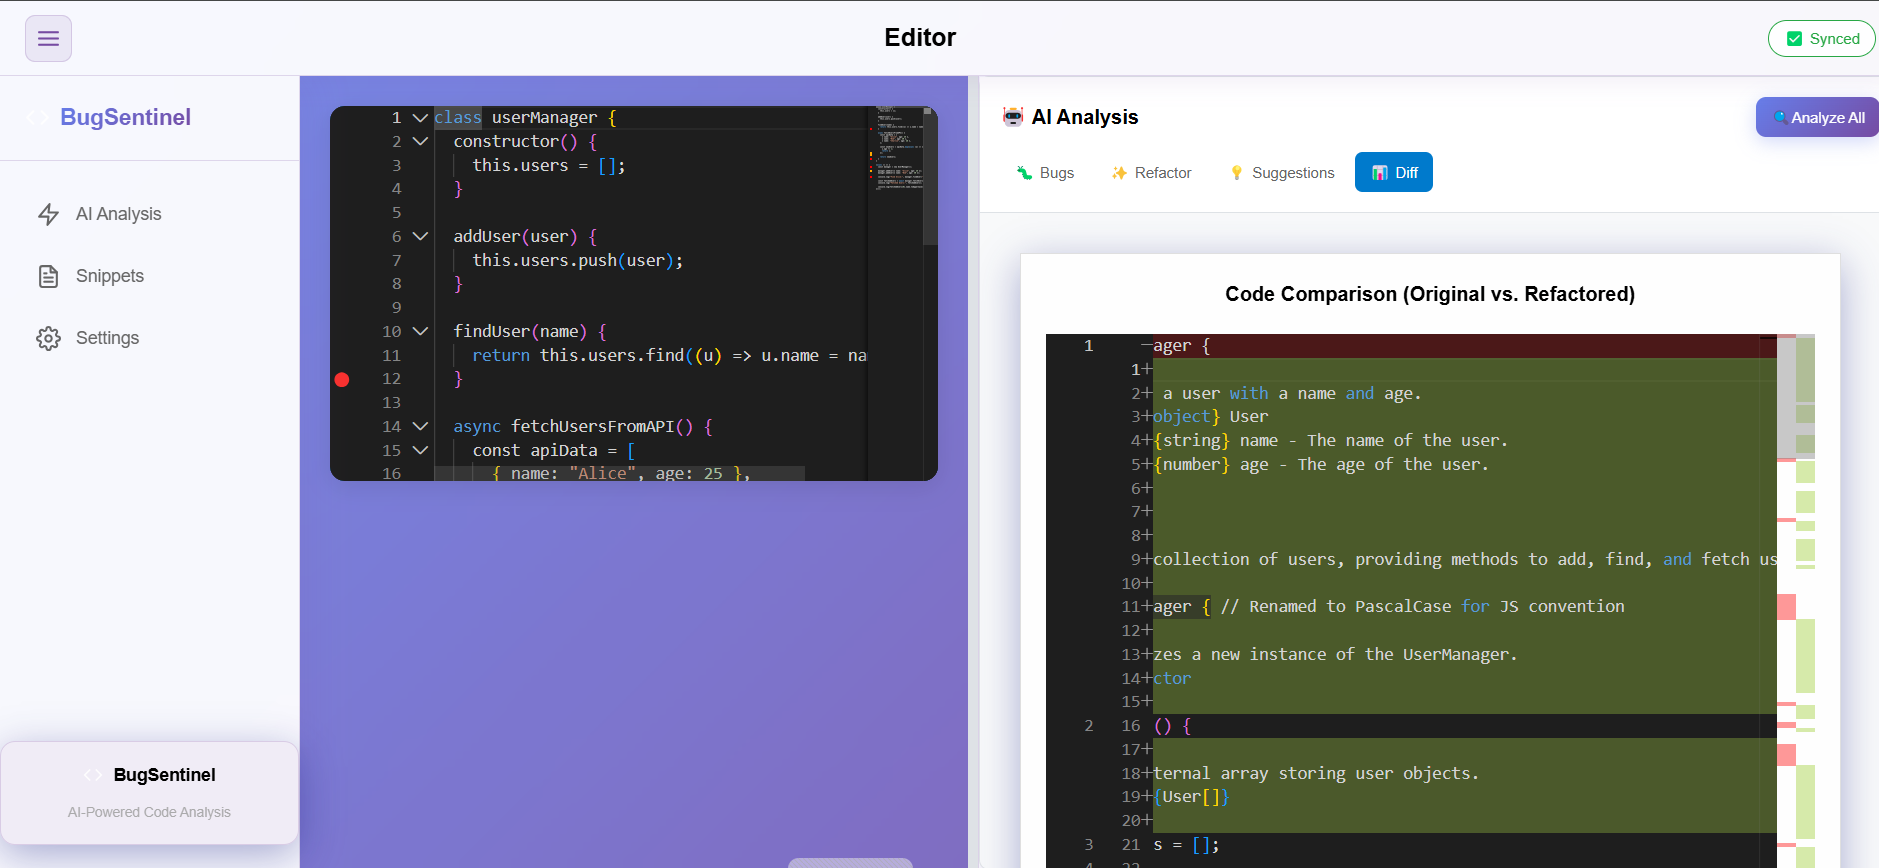 Editor
Synced
BugSentinel
AI Analysis
Snippets
Settings
BugSentinel
AI-Powered Code Analysis
1 class userManager {
2 constructor() {
3 this.users = [];
4 }
5
6 addUser(user) {
7 this.users.push(user);
8 }
9
10 findUser(name) {
11 return this.users.find((u) => u.name = na
12 }
13
14 async fetchUsersFromAPI() {
15 const apiData = [
16 { name: "Alice", age: 25 },
AI Analysis
Analyze All
Bugs
Refactor
Suggestions
Diff
Code Comparison (Original vs. Refactored)
1 −ager {
1+
2+ a user with a name and age.
3+object} User
4+{string} name - The name of the user.
5+{number} age - The age of the user.
6+
7+
8+
9+collection of users, providing methods to add, find, and fetch us
10+
11+ager { // Renamed to PascalCase for JS convention
12+
13+zes a new instance of the UserManager.
14+ctor
15+
2 16 () {
17+
18+ternal array storing user objects.
19+{User[]}
20+
3 21 s = [];